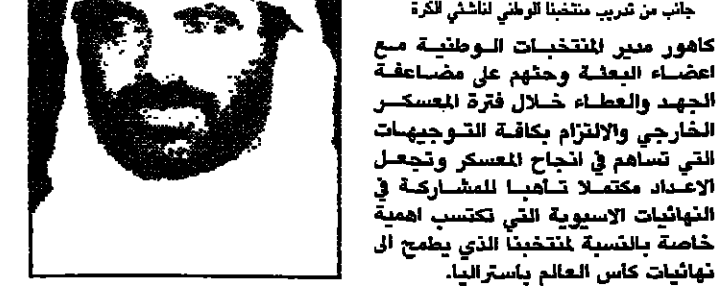 جانب من تدريب منتخبنا الوطني لناشئي الكرة
كاهور مدير المنتخبات الوطنية مع
اعضاء البعثة وحثهم على مضاعفة
الجهد والعطاء خلال فترة المعسكر
الخارجي والالتزام بكافة التوجيهات
التي تساهم في انجاح المعسكر وتجعل
الاعداد مكتملا تأهبا للمشاركة في
النهائيات الاسيوية التي تكتسب اهمية
خاصة بالنسبة لمنتخبنا الذي يطمح الى
نهائيات كأس العالم باستراليا.